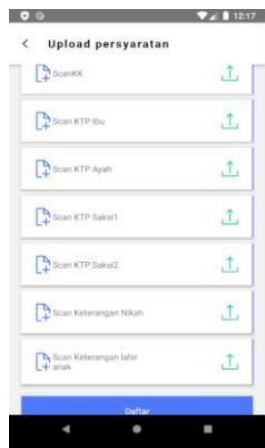 12:17
Upload persyaratan
ScanKK
Scan KTP Ibu
Scan KTP Ayah
Scan KTP Saksi1
Scan KTP Saksi2
Scan Keterangan Nikah
Scan Keterangan lahir
anak
Daftar